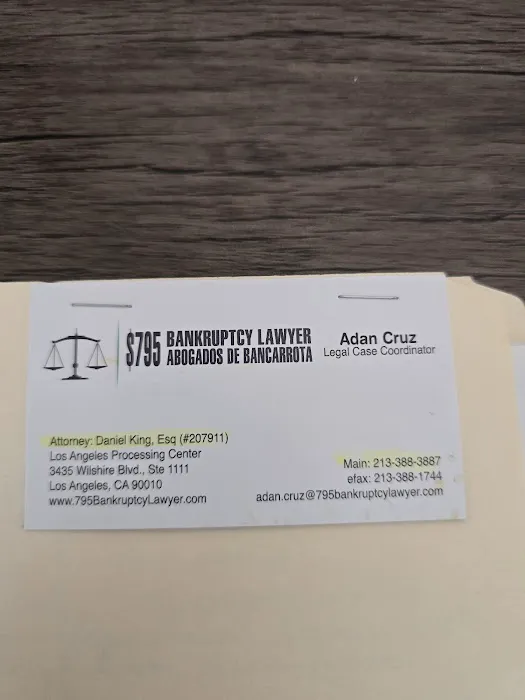 $795 BANKRUPTCY LAWYER
ABOGADOS DE BANCARROTA
Adan Cruz
Legal Case Coordinator
Attorney: Daniel King, Esq (#207911)
Los Angeles Processing Center
3435 Wilshire Blvd., Ste 1111
Los Angeles, CA 90010
www.795BankruptcyLawyer.com
Main: 213-388-3887
efax: 213-388-1744
adan.cruz@795bankruptcylawyer.com